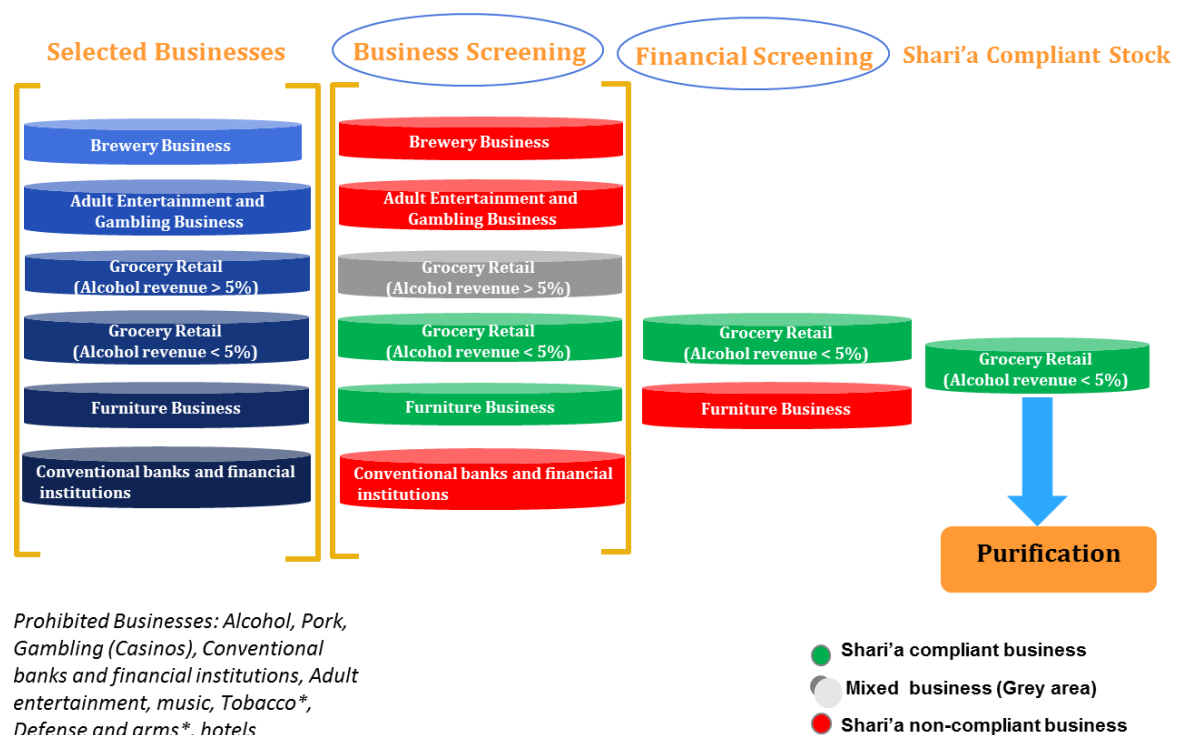 Selected Businesses
Business Screening
Financial Screening
Shari'a Compliant Stock
Brewery Business
Adult Entertainment and
Gambling Business
Grocery Retail
(Alcohol revenue > 5%)
Grocery Retail
(Alcohol revenue < 5%)
Furniture Business
Conventional banks and financial
institutions
Brewery Business
Adult Entertainment and
Gambling Business
Grocery Retail
(Alcohol revenue > 5%)
Grocery Retail
(Alcohol revenue < 5%)
Furniture Business
Conventional banks and financial
institutions
Grocery Retail
(Alcohol revenue < 5%)
Furniture Business
Grocery Retail
(Alcohol revenue < 5%)
Purification
Prohibited Businesses: Alcohol, Pork,
Gambling (Casinos), Conventional
banks and financial institutions, Adult
entertainment, music, Tobacco*,
Defense and arms*, hotels
Shari'a compliant business
Mixed business (Grey area)
Shari'a non-compliant business